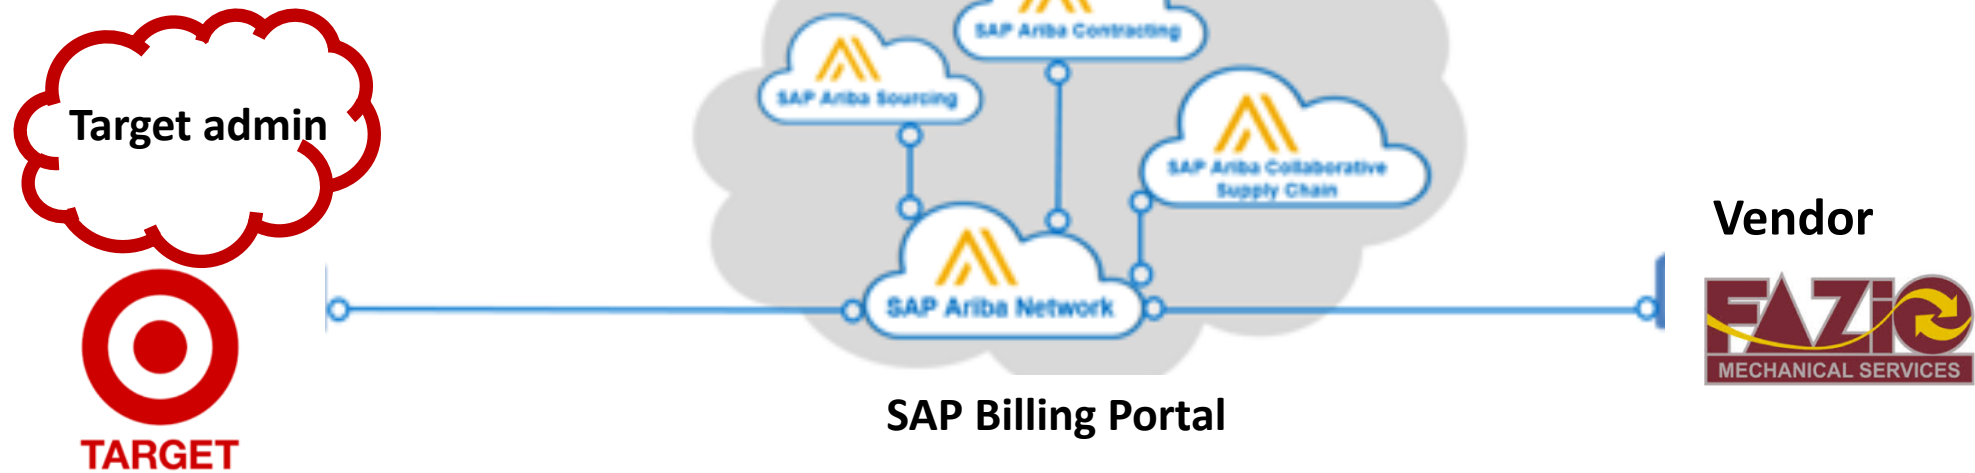 SAP Ariba Contracting
SAP Ariba Sourcing
Target admin
SAP Ariba Collaborative
Supply Chain
Vendor
SAP Ariba Network
FAZiO
MECHANICAL SERVICES
SAP Billing Portal
TARGET